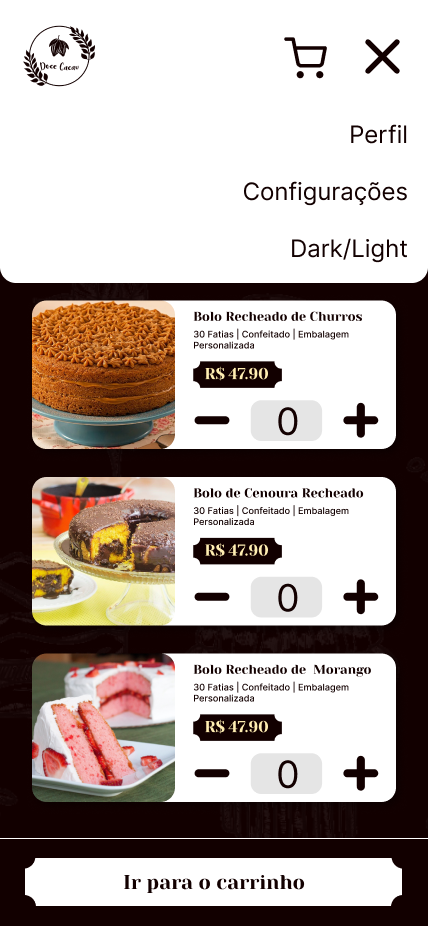 Doce Cacau
Perfil
Configurações
Dark/Light
Bolo Recheado de Churros
30 Fatias | Confeitado | Embalagem
Personalizada
R$ 47.90
0
Bolo de Cenoura Recheado
30 Fatias | Confeitado | Embalagem
Personalizada
R$ 47.90
0
Bolo Recheado de Morango
30 Fatias | Confeitado | Embalagem
Personalizada
R$ 47.90
0
Ir para o carrinho